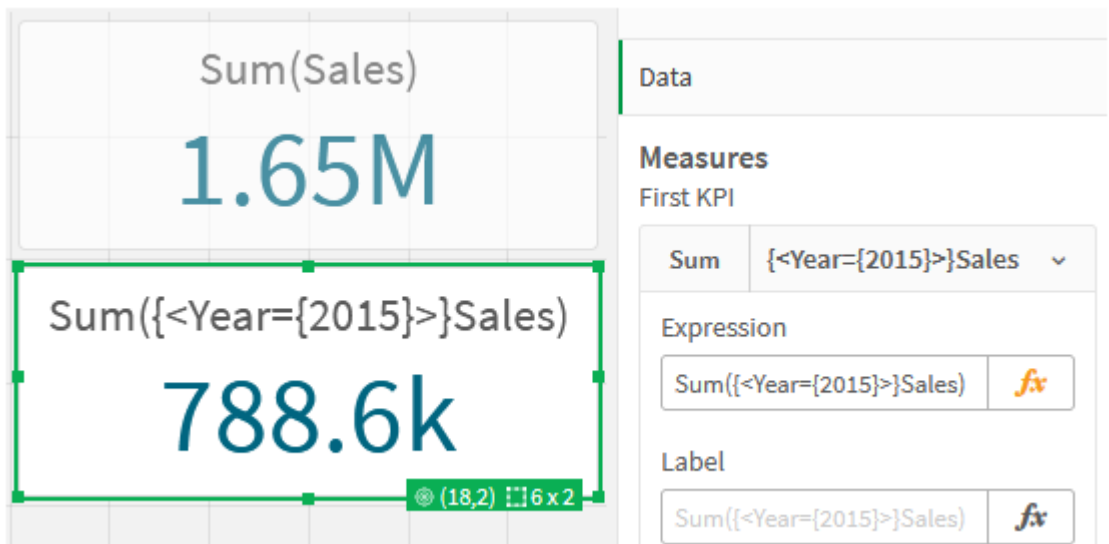 Sum(Sales)
1.65M
Sum({<Year={2015}>}Sales)
788.6k
(18,2) 6 x 2
Data
Measures
First KPI
Sum {<Year={2015}>}Sales
Expression
Sum({<Year={2015}>}Sales) fx
Label
Sum({<Year={2015}>}Sales) fx